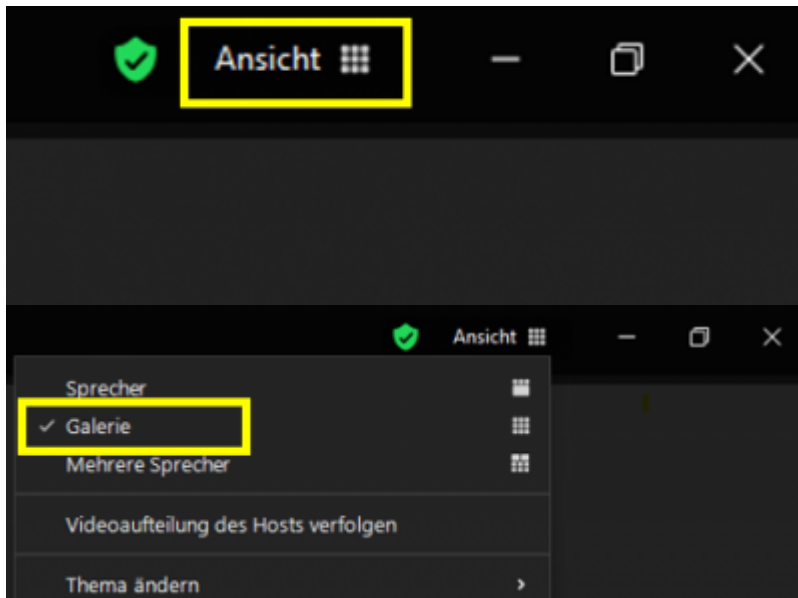 Ansicht
Ansicht
Sprecher
Galerie
Mehrere Sprecher
Videoaufteilung des Hosts verfolgen
Thema ändern